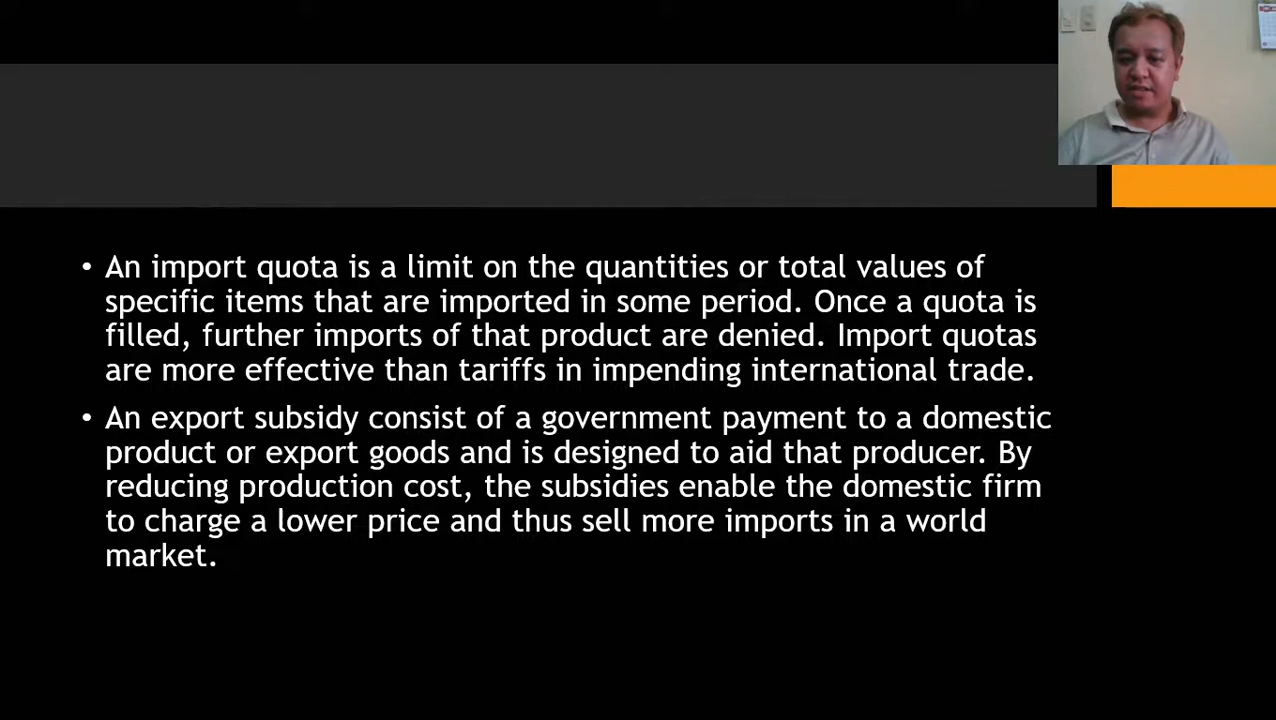 • An import quota is a limit on the quantities or total values of
specific items that are imported in some period. Once a quota is
filled, further imports of that product are denied. Import quotas
are more effective than tariffs in impending international trade.
• An export subsidy consist of a government payment to a domestic
product or export goods and is designed to aid that producer. By
reducing production cost, the subsidies enable the domestic firm
to charge a lower price and thus sell more imports in a world
market.